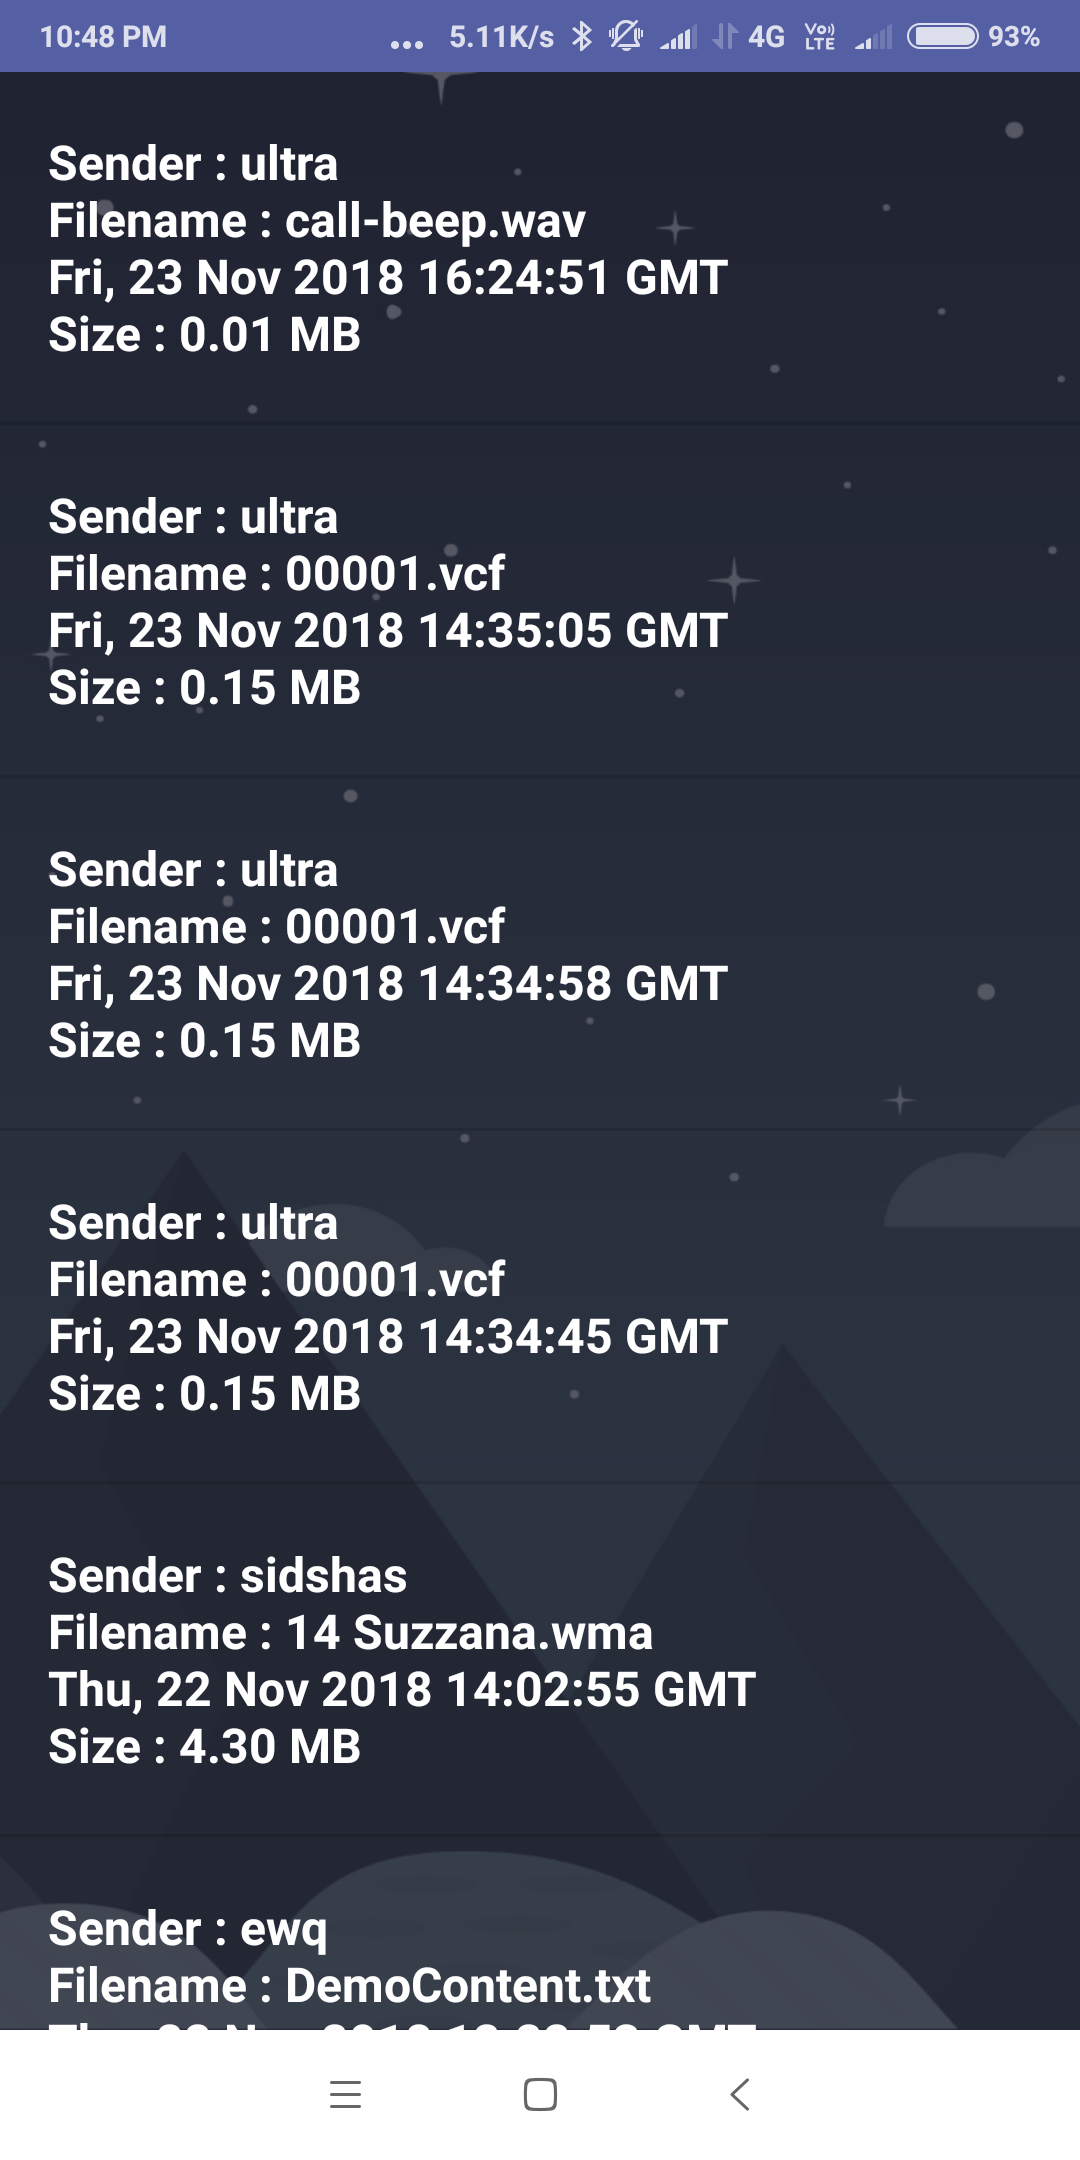 10:48 PM ... 5.11K/s 4G Vo)) LTE 93%
Sender : ultra
Filename : call-beep.wav
Fri, 23 Nov 2018 16:24:51 GMT
Size : 0.01 MB
Sender : ultra
Filename : 00001.vcf
Fri, 23 Nov 2018 14:35:05 GMT
Size : 0.15 MB
Sender : ultra
Filename : 00001.vcf
Fri, 23 Nov 2018 14:34:58 GMT
Size : 0.15 MB
Sender : ultra
Filename : 00001.vcf
Fri, 23 Nov 2018 14:34:45 GMT
Size : 0.15 MB
Sender : sidshas
Filename : 14 Suzzana.wma
Thu, 22 Nov 2018 14:02:55 GMT
Size : 4.30 MB
Sender : ewq
Filename : DemoContent.txt